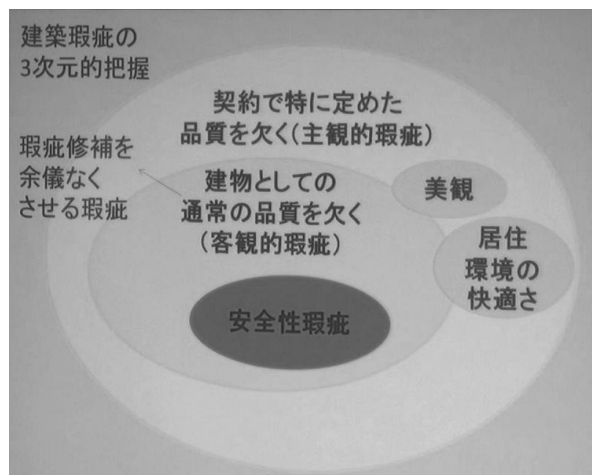 建築瑕疵の
3次元的把握
契約で特に定めた
品質を欠く(主観的瑕疵)
瑕疵修補を
余儀なく
させる瑕疵
建物としての
通常の品質を欠く
(客観的瑕疵)
美観
居住
環境の
快適さ
安全性瑕疵